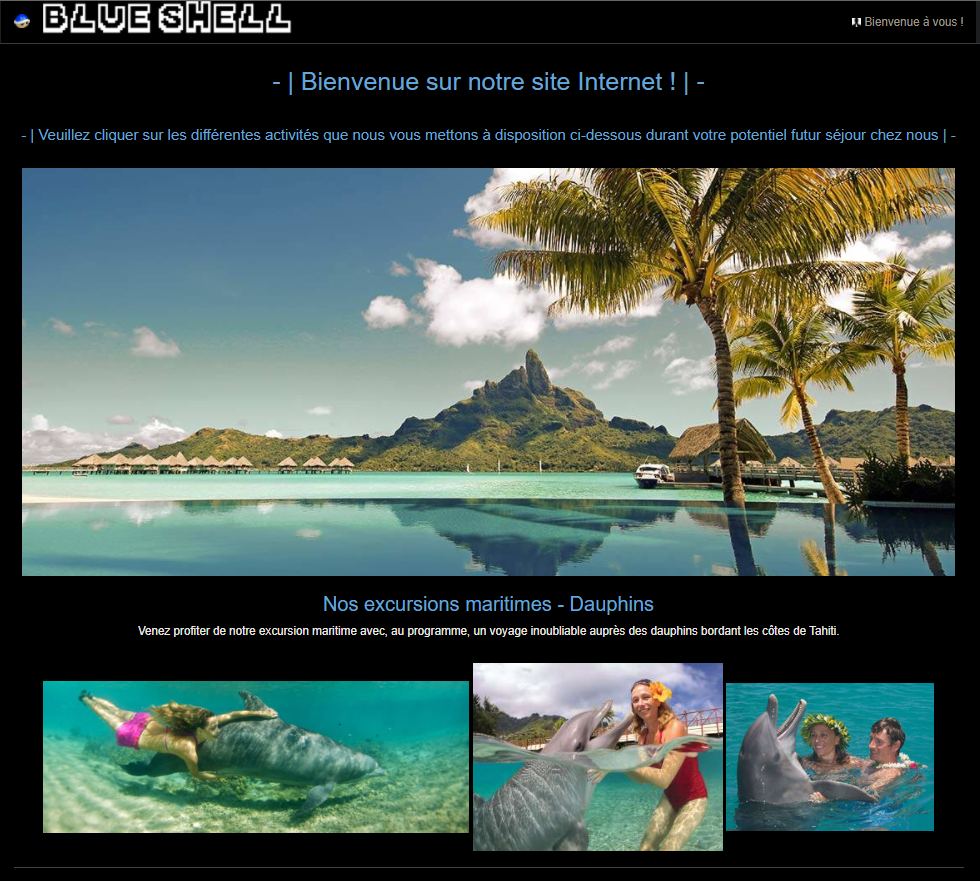 BLUE SHELL
Bienvenue à vous !
- | Bienvenue sur notre site Internet ! | -
- | Veuillez cliquer sur les différentes activités que nous vous mettons à disposition ci-dessous durant votre potentiel futur séjour chez nous | -
Nos excursions maritimes - Dauphins
Venez profiter de notre excursion maritime avec, au programme, un voyage inoubliable auprès des dauphins bordant les côtes de Tahiti.